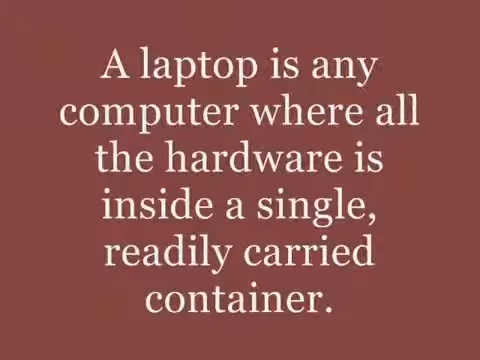 A laptop is any
computer where all
the hardware is
inside a single,
readily carried
container.